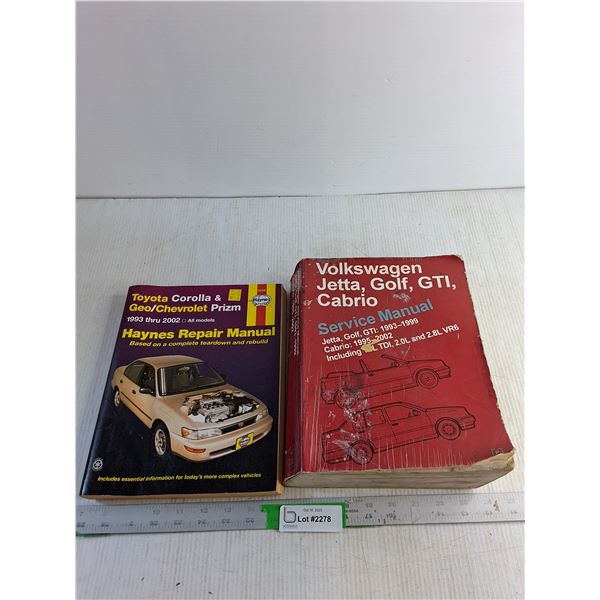 Toyota Corolla &
Geo/Chevrolet Prizm
1993 thru 2002 All models
Haynes Repair Manual
Based on a complete teardown and rebuild
Haynes
Includes essential information for today's more complex vehicles
Volkswagen
Jetta, Golf, GTI,
Cabrio
Service Manual
Jetta, Golf, GTI: 1993–1999
Cabrio: 1995–2002
Including TDI, 2.0L and 2.8L VR6
Lot #2278